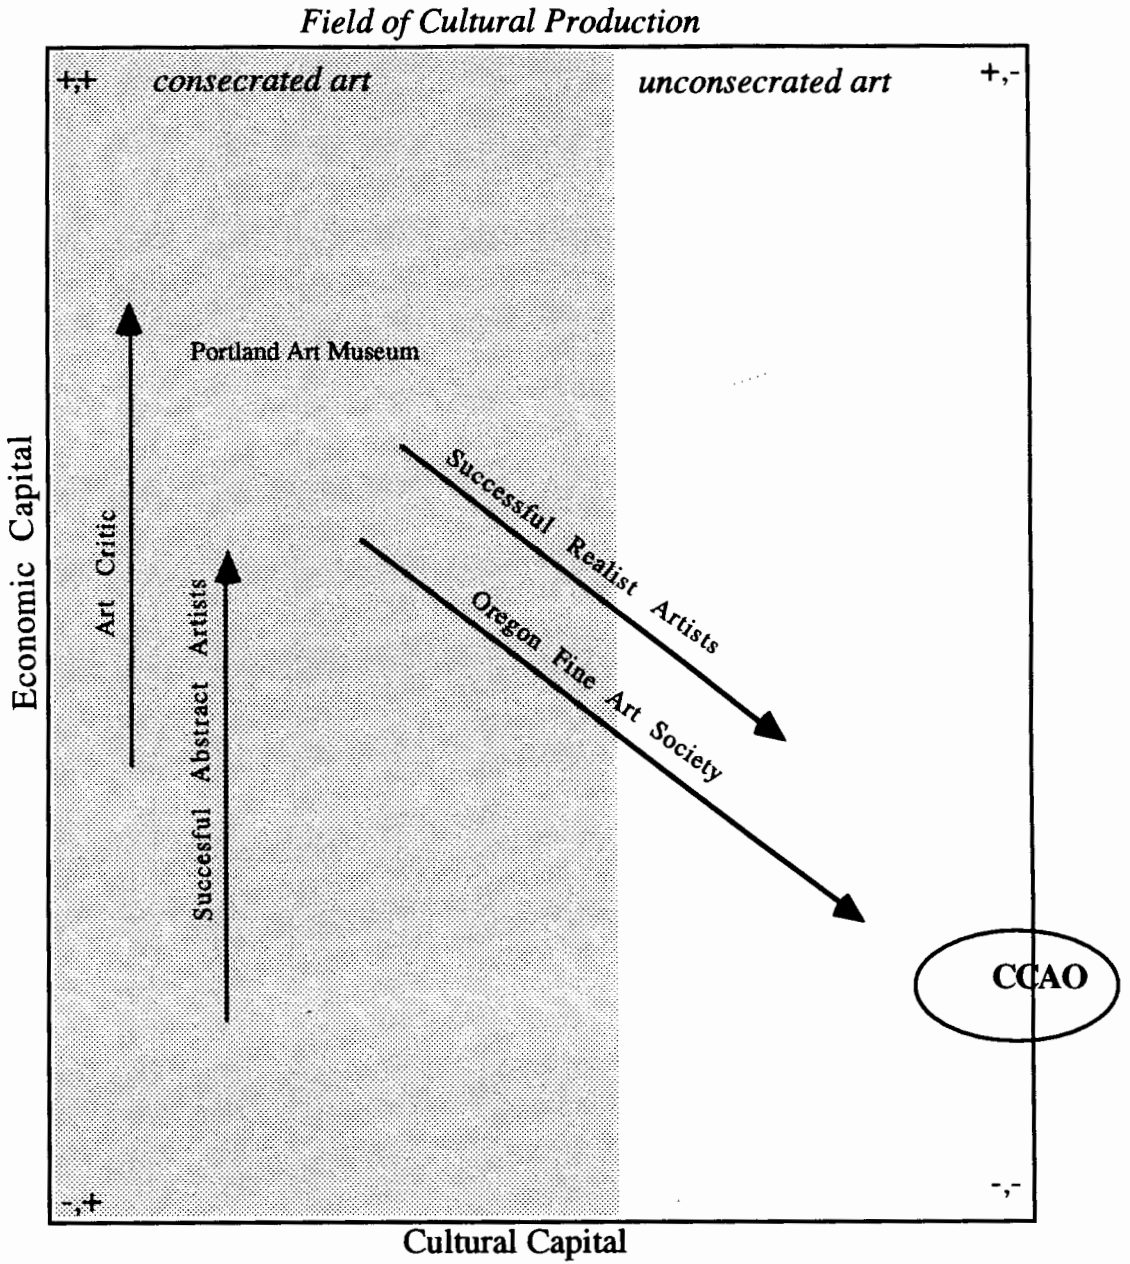 Field of Cultural Production
+,+
consecrated art
unconsecrated art
+,-
Portland Art Museum
Economic Capital
Art Critic
Succesful Abstract Artists
Successful Realist Artists
Oregon Fine Art Society
CCAO
-,+
-,-
Cultural Capital